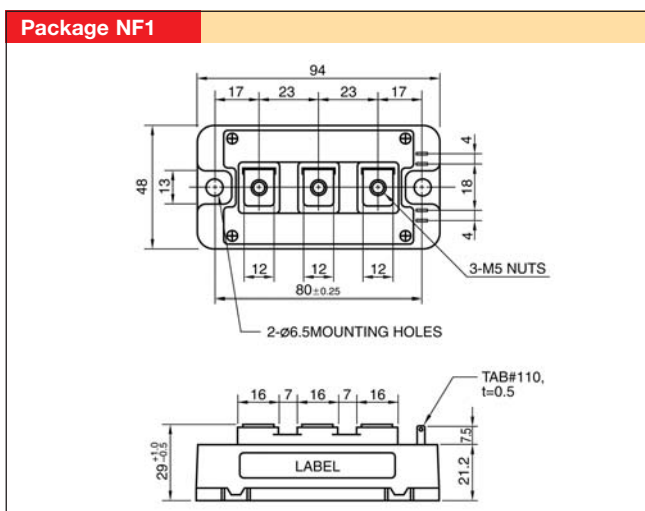 Package NF1
94
17 23 23 17
4
48
13
18
4
12 12 12
3-M5 NUTS
80±0.25
2-ø6.5MOUNTING HOLES
TAB#110,
t=0.5
16 7 16 7 16
7.5
29 +1.0 -0.5
LABEL
21.2